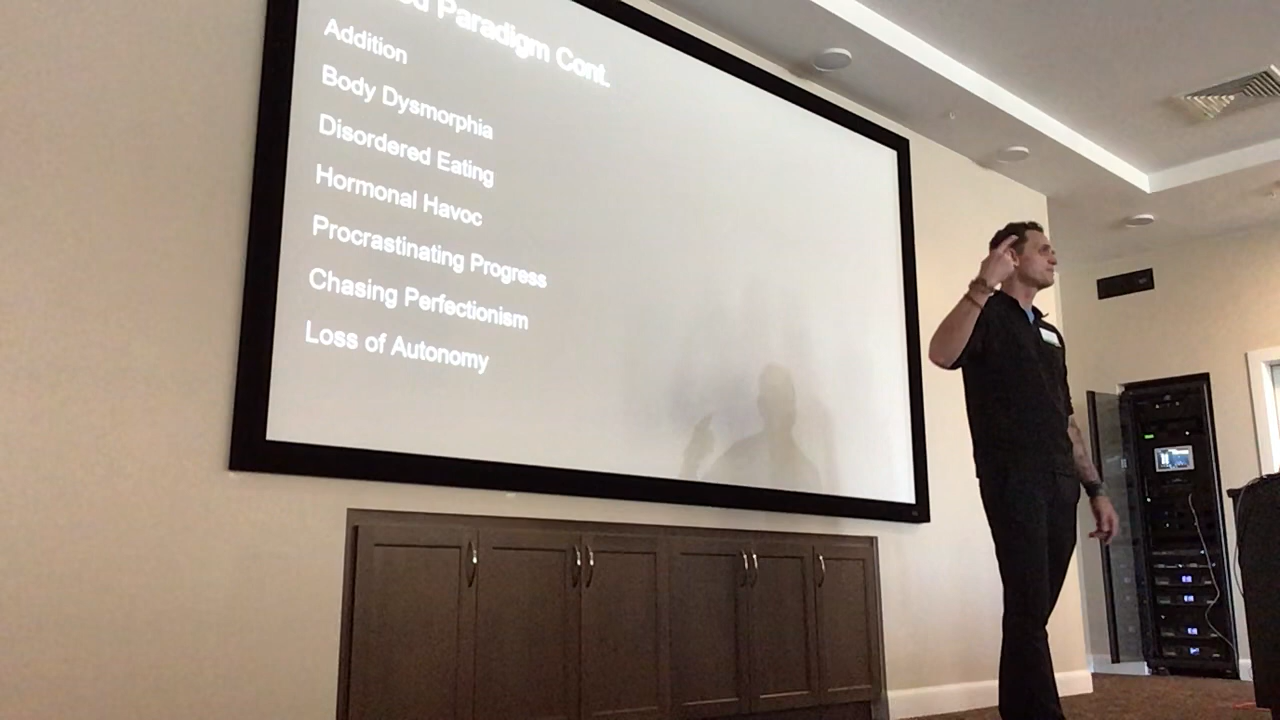 Paradigm Cont.
Addition
Body Dysmorphia
Disordered Eating
Hormonal Havoc
Procrastinating Progress
Chasing Perfectionism
Loss of Autonomy